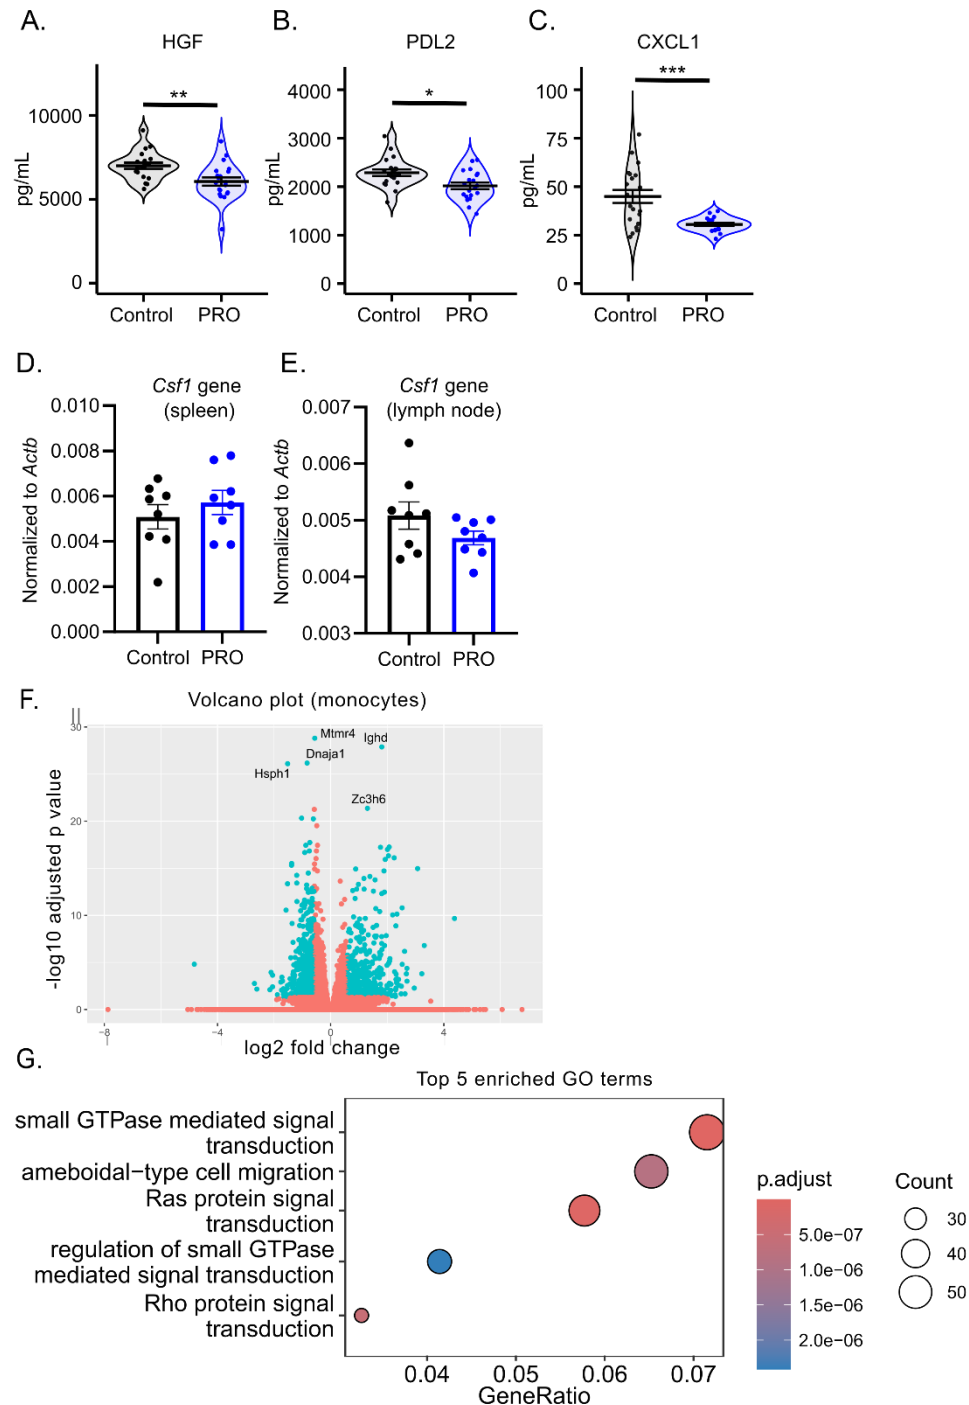 A.
HGF
**
pg/mL
10000
5000
0
Control PRO
B.
PDL2
*
pg/mL
4000
3000
2000
1000
0
Control PRO
C.
CXCL1
***
pg/mL
100
50
25
0
Control PRO
D.
Csf1 gene
(spleen)
Normalized to Actb
0.010
0.008
0.006
0.004
0.002
0.000
Control PRO
E.
Csf1 gene
(lymph node)
Normalized to Actb
0.007
0.006
0.005
0.004
0.003
Control PRO
F.
Volcano plot (monocytes)
-log10 adjusted p value
30
20
10
0
Mtmr4
Ighd
Dnaja1
Hsph1
Zc3h6
−8
−4
0
4
log2 fold change
G.
Top 5 enriched GO terms
small GTPase mediated signal
transduction
ameboidal−type cell migration
Ras protein signal
transduction
regulation of small GTPase
mediated signal transduction
Rho protein signal
transduction
0.04
0.05
0.06
0.07
GeneRatio
p.adjust
5.0e−07
1.0e−06
1.5e−06
2.0e−06
Count
30
40
50